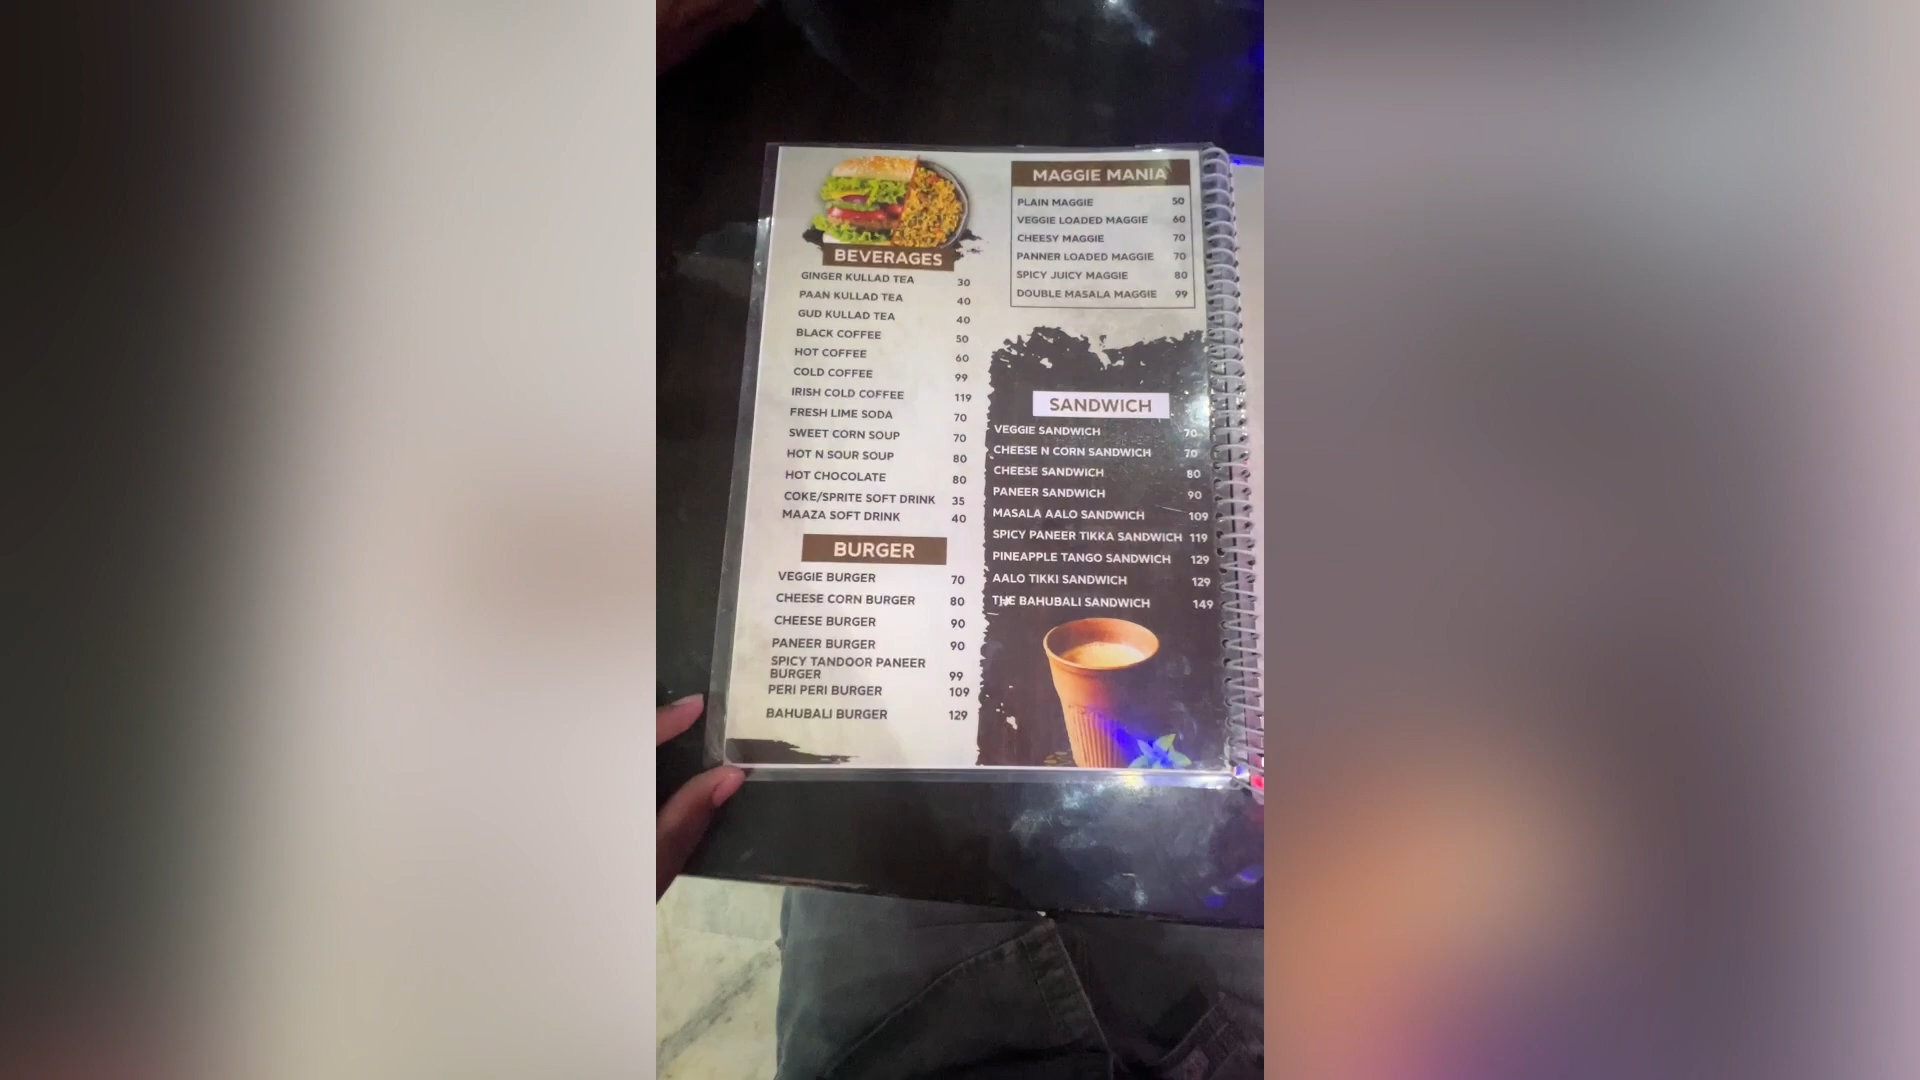 BEVERAGES
GINGER KULLAD TEA 30
PAAN KULLAD TEA 40
GUD KULLAD TEA 40
BLACK COFFEE 50
HOT COFFEE 60
COLD COFFEE 99
IRISH COLD COFFEE 119
FRESH LIME SODA 70
SWEET CORN SOUP 70
HOT N SOUR SOUP 80
HOT CHOCOLATE 80
COKE/SPRITE SOFT DRINK 35
MAAZA SOFT DRINK 40
BURGER
VEGGIE BURGER 70
CHEESE CORN BURGER 80
CHEESE BURGER 90
PANEER BURGER 90
SPICY TANDOOR PANEER
BURGER 99
PERI PERI BURGER 109
BAHUBALI BURGER 129
MAGGIE MANIA
PLAIN MAGGIE 50
VEGGIE LOADED MAGGIE 60
CHEESY MAGGIE 70
PANNER LOADED MAGGIE 70
SPICY JUICY MAGGIE 80
DOUBLE MASALA MAGGIE 99
SANDWICH
VEGGIE SANDWICH 70
CHEESE N CORN SANDWICH 70
CHEESE SANDWICH 80
PANEER SANDWICH 90
MASALA AALO SANDWICH 109
SPICY PANEER TIKKA SANDWICH 119
PINEAPPLE TANGO SANDWICH 129
AALO TIKKI SANDWICH 129
THE BAHUBALI SANDWICH 149